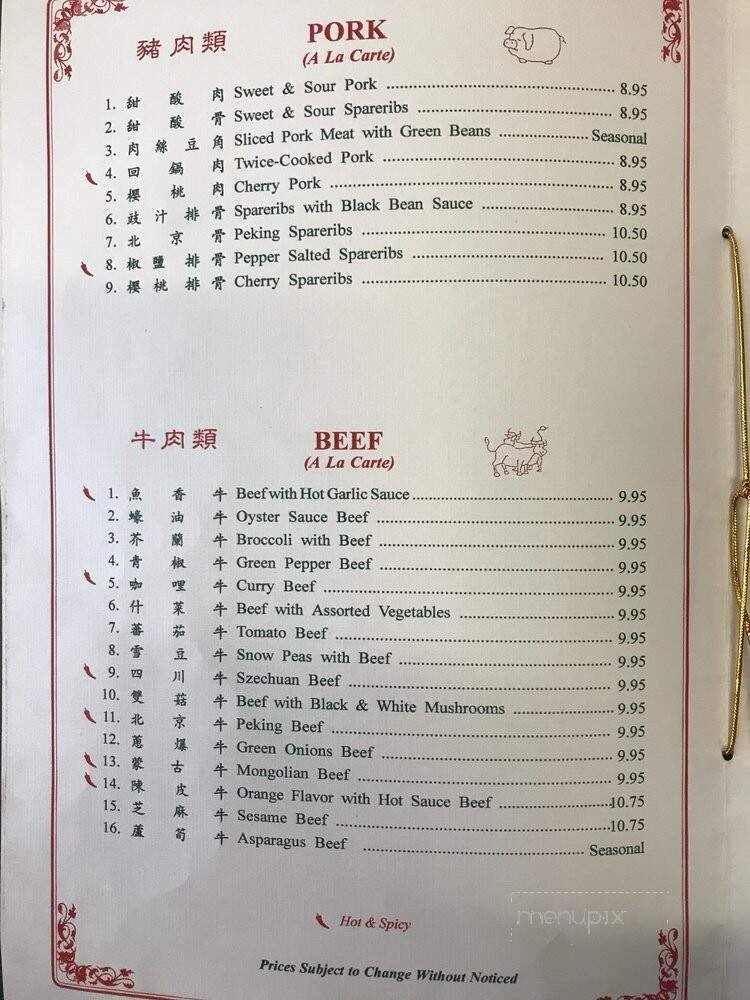 豬肉類 PORK
(A La Carte)
1. 甜酸肉 Sweet & Sour Pork 8.95
2. 甜酸骨 Sweet & Sour Spareribs 8.95
3. 肉絲豆角 Sliced Pork Meat with Green Beans Seasonal
4. 回鍋肉 Twice-Cooked Pork 8.95
5. 櫻桃肉 Cherry Pork 8.95
6. 豉汁排骨 Spareribs with Black Bean Sauce 8.95
7. 北京骨 Peking Spareribs 10.50
8. 椒鹽排骨 Pepper Salted Spareribs 10.50
9. 櫻桃排骨 Cherry Spareribs 10.50
牛肉類 BEEF
(A La Carte)
1. 魚香牛 Beef with Hot Garlic Sauce 9.95
2. 蠔油牛 Oyster Sauce Beef 9.95
3. 芥蘭牛 Broccoli with Beef 9.95
4. 青椒牛 Green Pepper Beef 9.95
5. 咖哩牛 Curry Beef 9.95
6. 什菜牛 Beef with Assorted Vegetables 9.95
7. 蕃茄牛 Tomato Beef 9.95
8. 雪豆牛 Snow Peas with Beef 9.95
9. 四川牛 Szechuan Beef 9.95
10. 雙菇牛 Beef with Black & White Mushrooms 9.95
11. 北京牛 Peking Beef 9.95
12. 蔥爆牛 Green Onions Beef 9.95
13. 蒙古牛 Mongolian Beef 9.95
14. 陳皮牛 Orange Flavor with Hot Sauce Beef 10.75
15. 芝麻牛 Sesame Beef 10.75
16. 蘆筍牛 Asparagus Beef Seasonal
Hot & Spicy
menupix
Prices Subject to Change Without Noticed